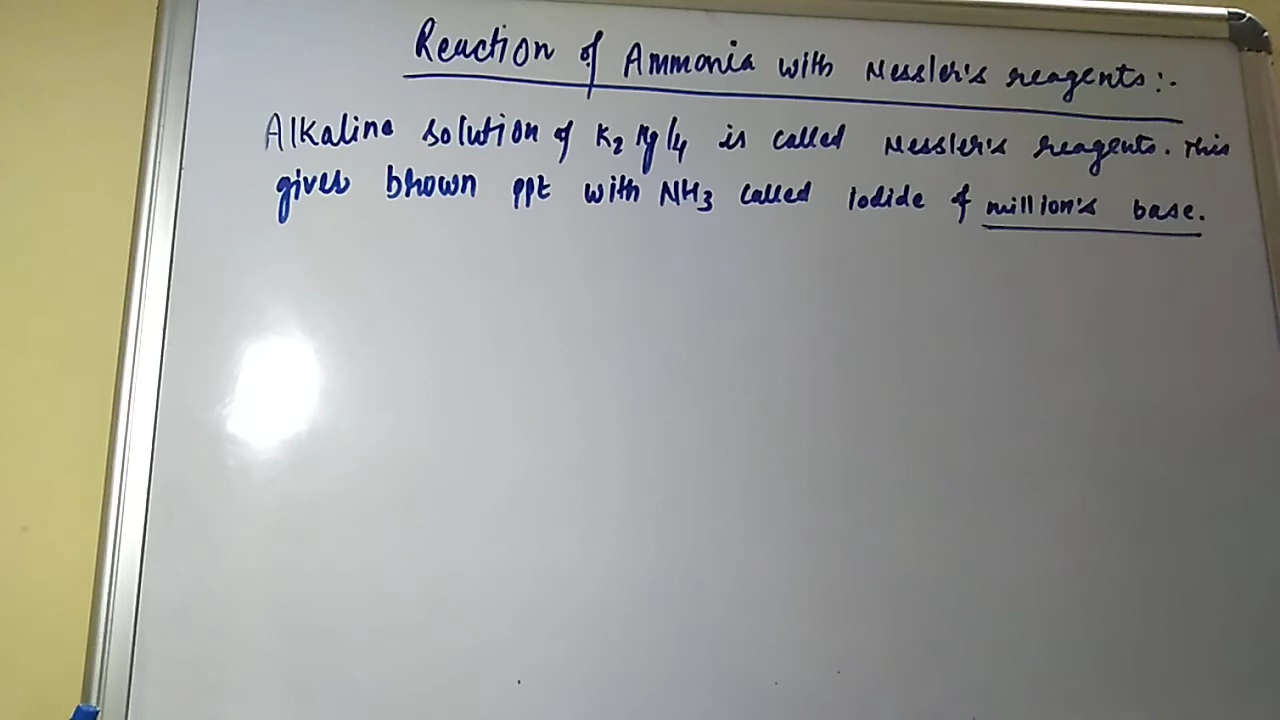 Reaction of Ammonia with Nessler's reagents:-
Alkaline solution of K2HgI4 is called Nessler's reagents. This
gives brown ppt with NH3 called iodide of million's base.